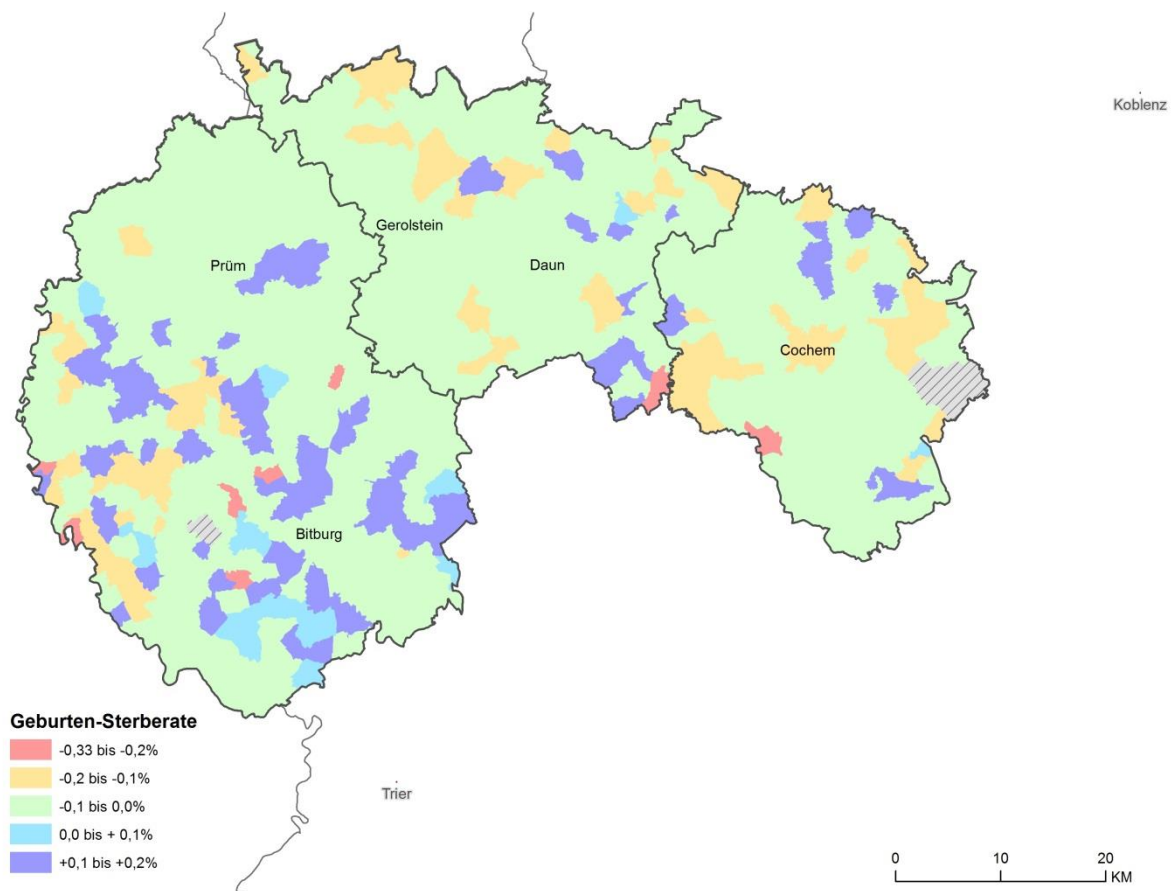 Koblenz
Gerolstein
Prüm
Daun
Cochem
Bitburg
Geburten-Sterberate
-0,33 bis -0,2%
-0,2 bis -0,1%
-0,1 bis 0,0%
0,0 bis + 0,1%
+0,1 bis +0,2%
Trier
0 10 20
KM